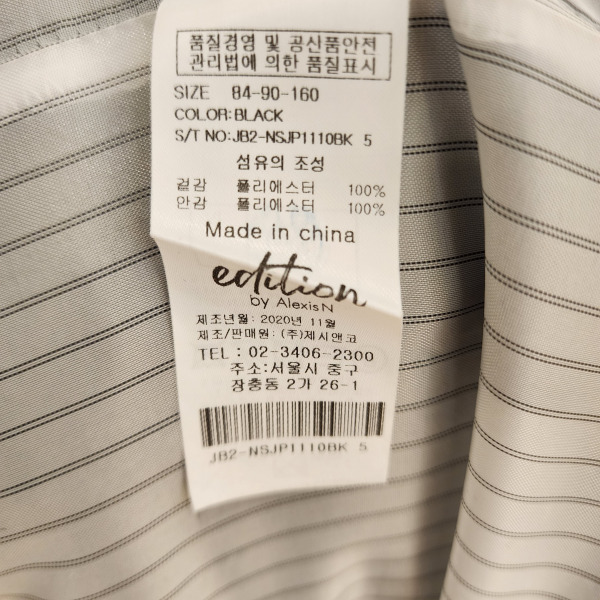 품질경영 및 공산품안전
관리법에 의한 품질표시
SIZE 84-90-160
COLOR:BLACK
S/T NO:JB2-NSJP1110BK 5
섬유의 조성
겉감 폴리에스터 100%
안감 폴리에스터 100%
Made in china
edition
by AlexisN
제조년월: 2020년 11월
제조/판매원: (주)제시앤코
TEL : 02-3406-2300
주소:서울시 중구
장충동 2가 26-1
JB2-NSJP1110BK 5